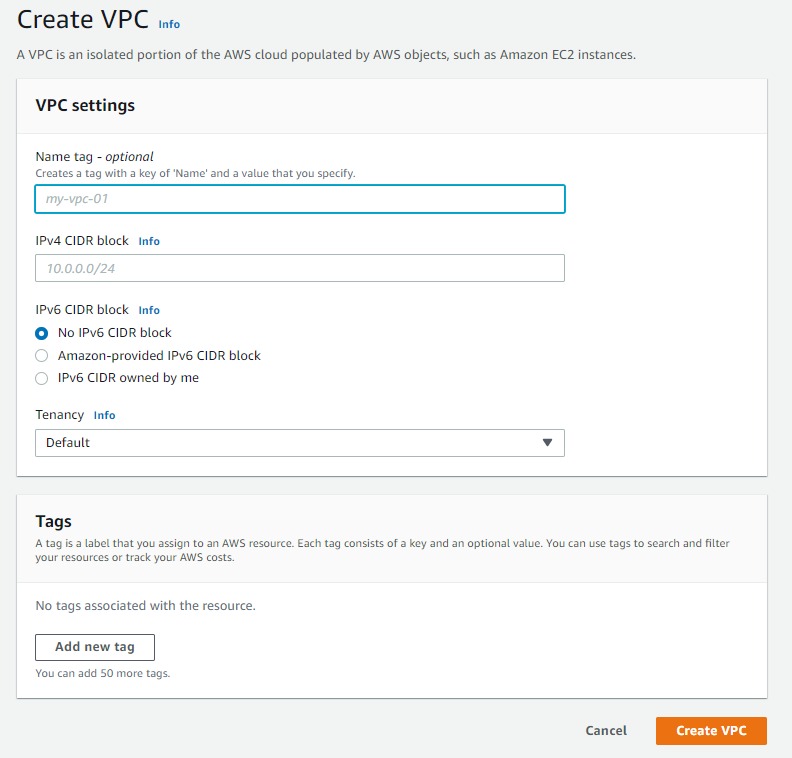 Create VPC Info
A VPC is an isolated portion of the AWS cloud populated by AWS objects, such as Amazon EC2 instances.
VPC settings
Name tag - optional
Creates a tag with a key of 'Name' and a value that you specify.
my-vpc-01
IPv4 CIDR block Info
10.0.0.0/24
IPv6 CIDR block Info
No IPv6 CIDR block
Amazon-provided IPv6 CIDR block
IPv6 CIDR owned by me
Tenancy Info
Default
Tags
A tag is a label that you assign to an AWS resource. Each tag consists of a key and an optional value. You can use tags to search and filter
your resources or track your AWS costs.
No tags associated with the resource.
Add new tag
You can add 50 more tags.
Cancel Create VPC